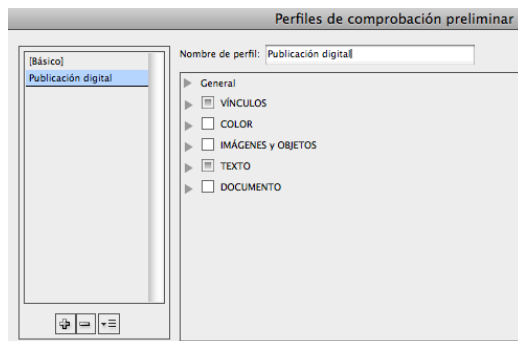 Perfiles de comprobación preliminar
[Básico]
Publicación digital
Nombre de perfil: Publicación digital
General
VÍNCULOS
COLOR
IMÁGENES y OBJETOS
TEXTO
DOCUMENTO